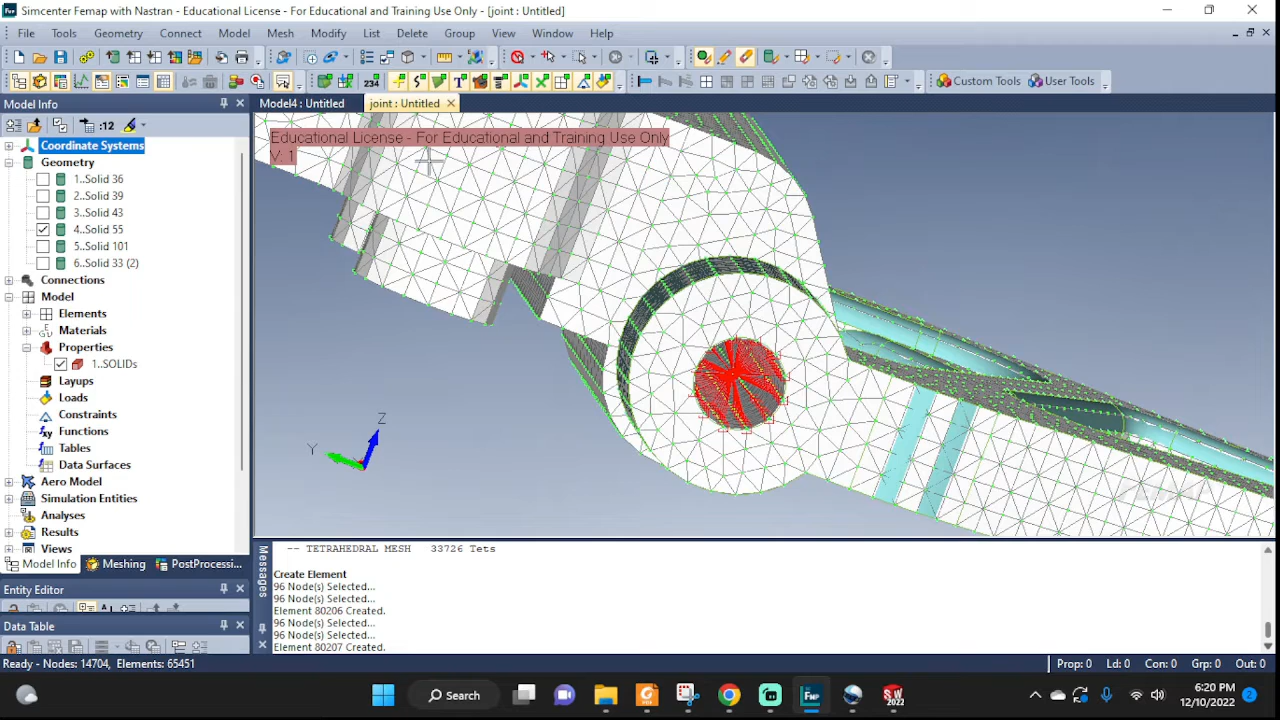 Simcenter Femap with Nastran - Educational License - For Educational and Training Use Only - [joint : Untitled]
File Tools Geometry Connect Model Mesh Modify List Delete Group View Window Help
234
Custom Tools User Tools
Model Info
Model4 : Untitled joint : Untitled
:12
Educational License - For Educational and Training Use Only
V: 1
Coordinate Systems
Geometry
1..Solid 36
2..Solid 39
3..Solid 43
4..Solid 55
5..Solid 101
6..Solid 33 (2)
Connections
Model
Elements
Materials
Properties
1..SOLIDs
Layups
Loads
Constraints
Functions
Tables
Data Surfaces
Aero Model
Simulation Entities
Analyses
Results
Views
Z
Y
Model Info Meshing PostProcessi...
Entity Editor
Data Table
Messages
-- TETRAHEDRAL MESH 33726 Tets
Create Element
96 Node(s) Selected...
96 Node(s) Selected...
Element 80206 Created.
96 Node(s) Selected...
96 Node(s) Selected...
Element 80207 Created.
Ready - Nodes: 14704, Elements: 65451
Prop: 0 Ld: 0 Con: 0 Grp: 0 Out: 0
Search
6:20 PM
12/10/2022
2